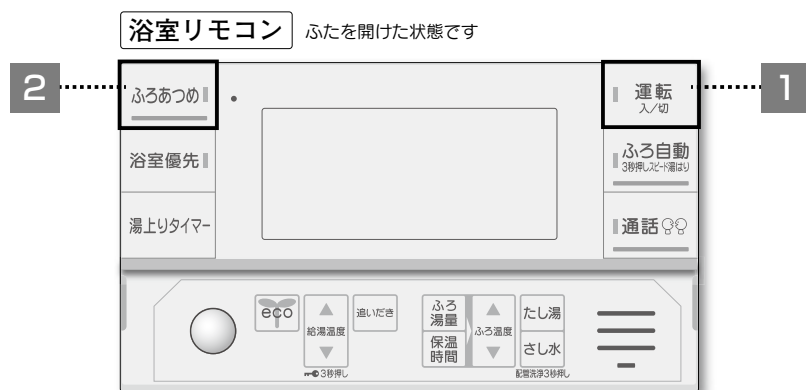 浴室リモコン ふたを開けた状態です
2
ふろあつめ
浴室優先
湯上りタイマー
運転
入/切
1
ふろ自動
3秒押しスピード湯はり
通話
eco
給湯温度
3秒押し
追いだき
ふろ
湯量
保温
時間
ふろ温度
たし湯
さし水
配管洗浄3秒押し